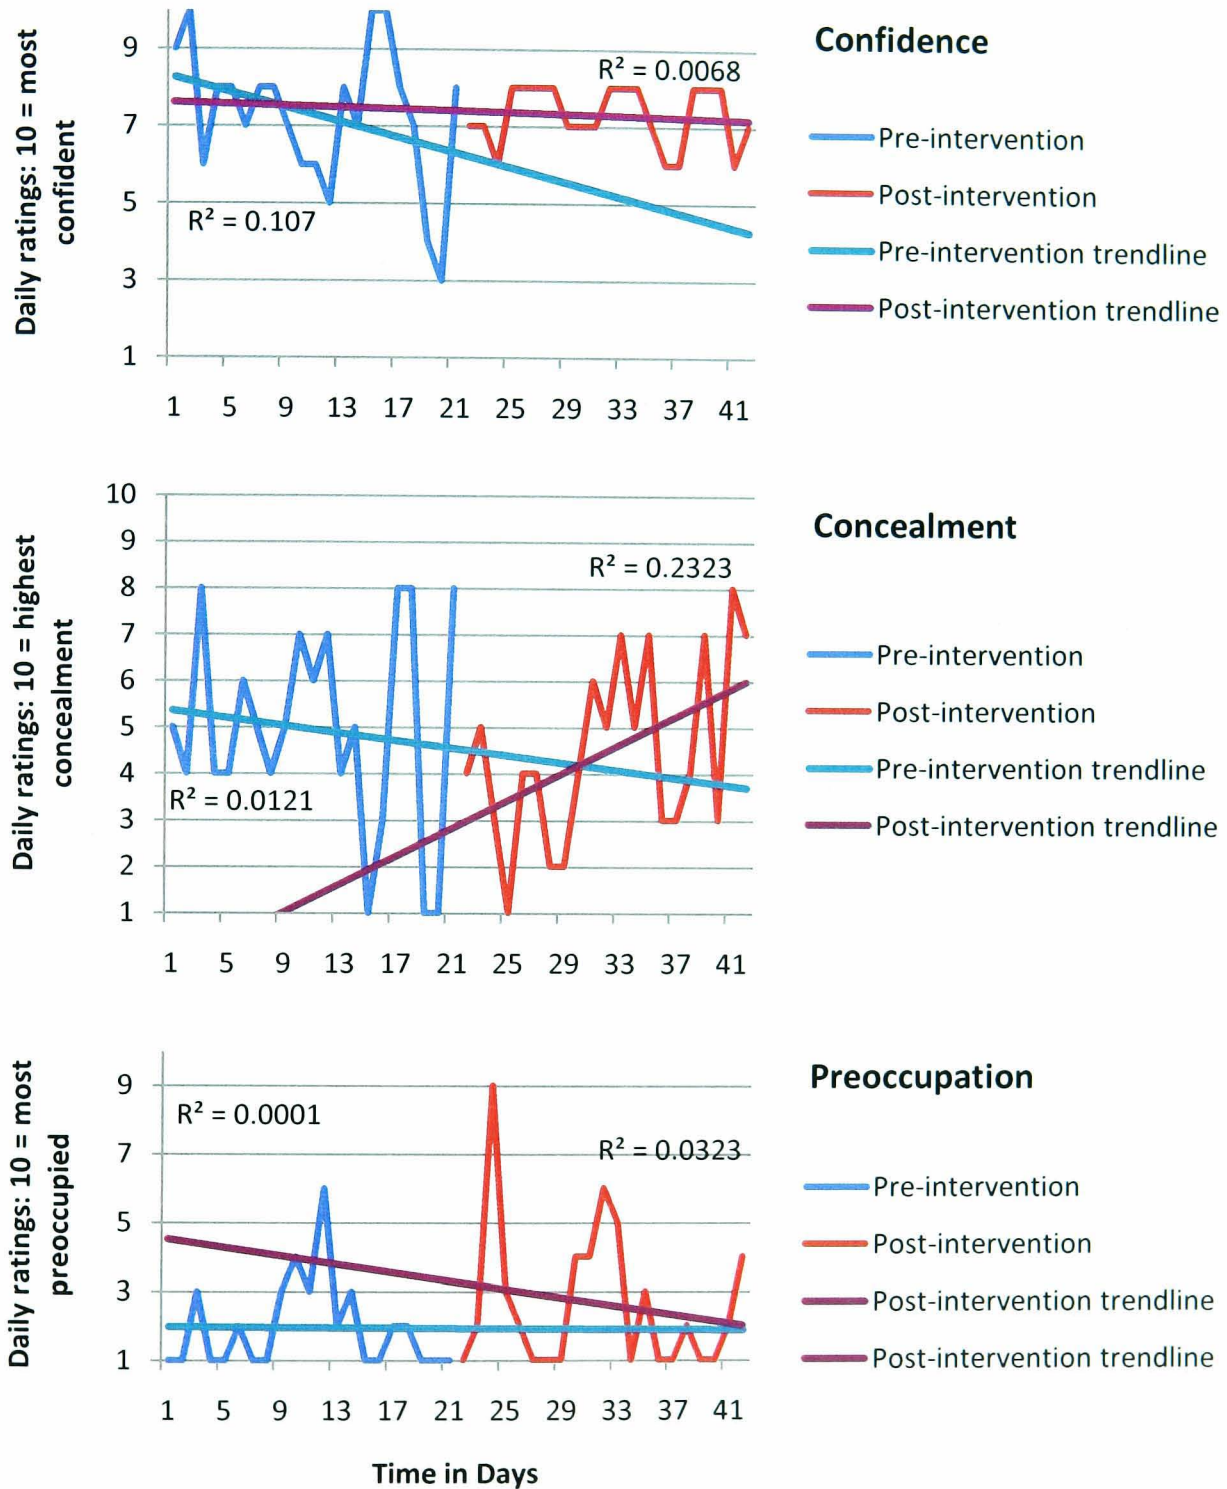 Confidence
Daily ratings: 10 = most
confident
9
7
5
3
1
R² = 0.0068
R² = 0.107
1 5 9 13 17 21 25 29 33 37 41
Pre-intervention
Post-intervention
Pre-intervention trendline
Post-intervention trendline
Concealment
Daily ratings: 10 = highest
concealment
10
9
8
7
6
5
4
3
2
1
R² = 0.2323
R² = 0.0121
1 5 9 13 17 21 25 29 33 37 41
Pre-intervention
Post-intervention
Pre-intervention trendline
Post-intervention trendline
Preoccupation
Daily ratings: 10 = most
preoccupied
9
7
5
3
1
R² = 0.0001
R² = 0.0323
1 5 9 13 17 21 25 29 33 37 41
Pre-intervention
Post-intervention
Post-intervention trendline
Post-intervention trendline
Time in Days